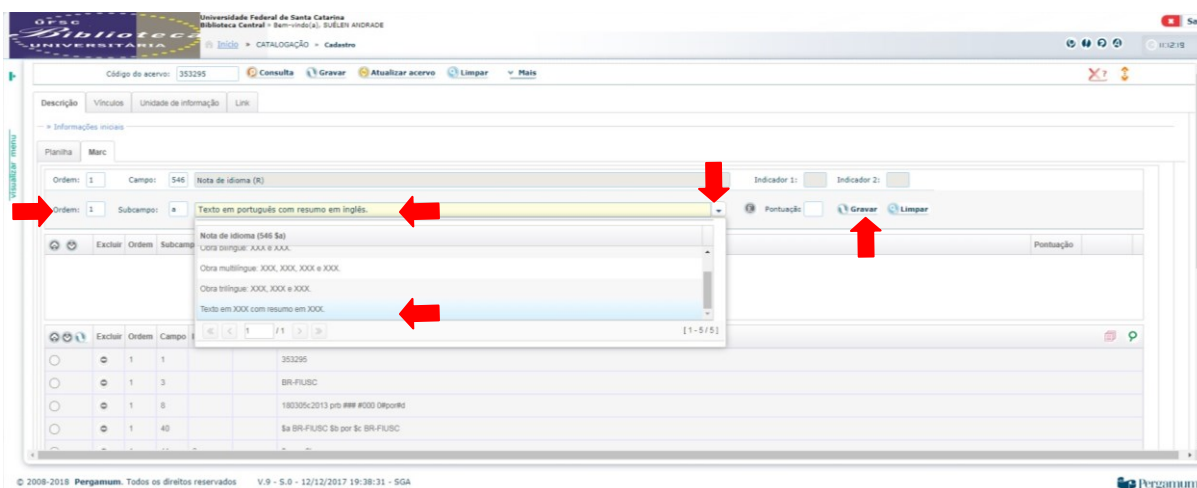 Universidade Federal de Santa Catarina
Biblioteca Central - Bem-vindo(a), SUÉLEN ANDRADE
ÚFSC
Biblioteca
UNIVERSITÁRIA
Início > CATALOGAÇÃO > Cadastro
Código do acervo: 353295 Consulta Gravar Atualizar acervo Limpar Mais
Descrição Vínculos Unidade de informação Link
» Informações iniciais
Visualizar menu
Planilha Marc
Ordem: 1 Campo: 546 Nota de idioma (R) Indicador 1: Indicador 2:
Ordem: 1 Subcampo: a Texto em português com resumo em inglês. Pontuação Gravar Limpar
Nota de idioma (546 $a)
Excluir Ordem Subcamp Pontuação
Obra bilíngue: XXX e XXX.
Obra multilíngue: XXX, XXX, XXX e XXX.
Obra trilíngue: XXX, XXX e XXX.
Texto em XXX com resumo em XXX.
1 / 1 [ 1 - 5 / 5 ]
Excluir Ordem Campo
1 1 353295
1 3 BR-FlUSC
1 8 180305c2013 prb ### #000 0#por#d
1 40 $a BR-FlUSC $b por $c BR-FlUSC
© 2008-2018 Pergamum. Todos os direitos reservados V.9 - S.0 - 12/12/2017 19:38:31 - SGA
Pergamum